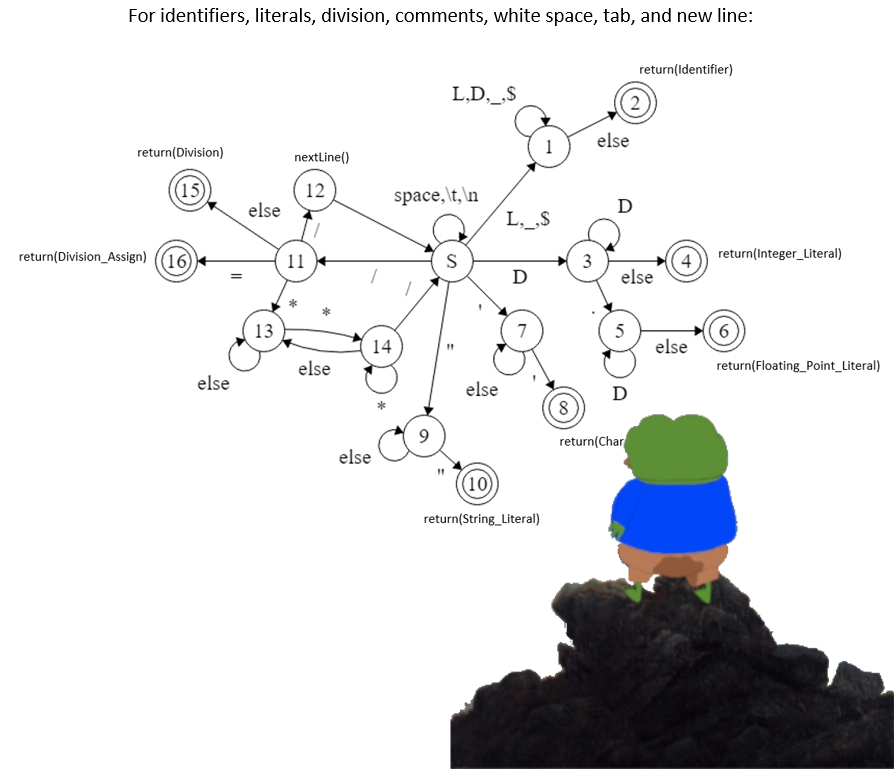 For identifiers, literals, division, comments, white space, tab, and new line:
return(Identifier)
L,D,_,$
2
1
else
return(Division)
nextLine()
15
12
else
/
space,\t,\n
L,_,$
D
return(Division_Assign)
16
=
11
/
S
D
3
else
4
return(Integer_Literal)
*
*
/
'
.
13
14
7
5
else
6
else
else
"
else
'
D
return(Floating_Point_Literal)
*
8
9
return(Char
else
"
10
return(String_Literal)